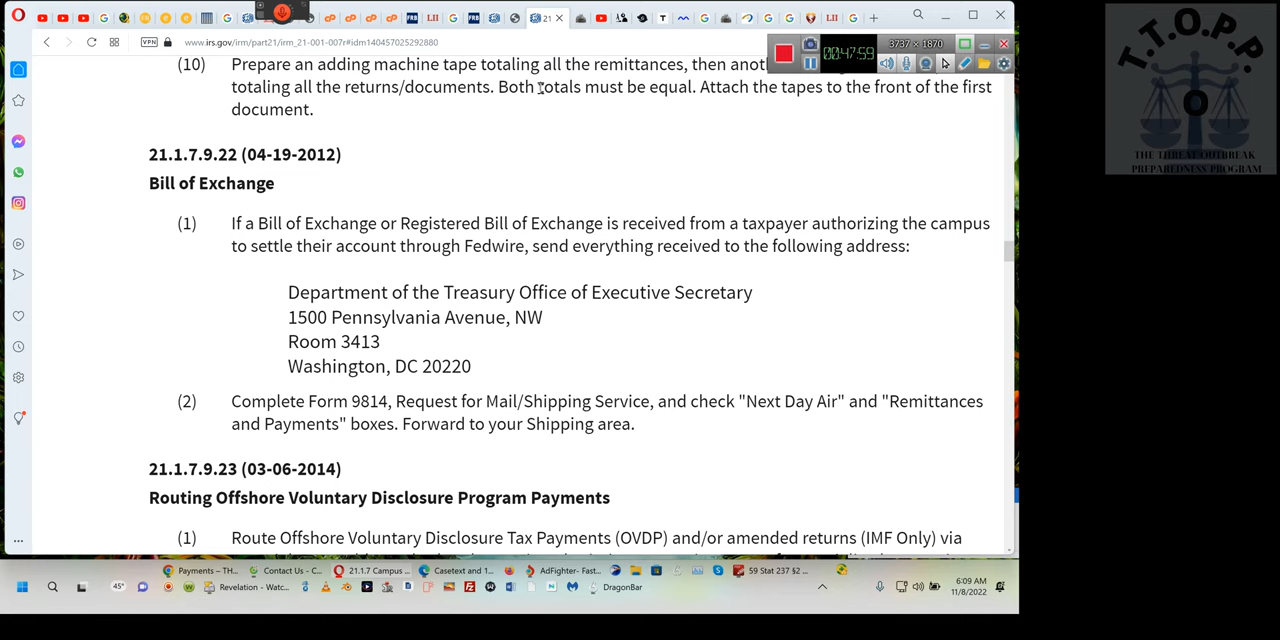 21
www.irs.gov/irm/part21/irm_21-001-007r#idm140457025292880
VPN
00:47:59
3737 × 1870
T.T.O.P.P.
O
THE THREAT OUTBREAK
PREPAREDNESS PROGRAM
(10) Prepare an adding machine tape totaling all the remittances, then
totaling all the returns/documents. Both totals must be equal. Attach the tapes to the front of the first
document.
21.1.7.9.22 (04-19-2012)
Bill of Exchange
(1) If a Bill of Exchange or Registered Bill of Exchange is received from a taxpayer authorizing the campus
to settle their account through Fedwire, send everything received to the following address:
Department of the Treasury Office of Executive Secretary
1500 Pennsylvania Avenue, NW
Room 3413
Washington, DC 20220
(2) Complete Form 9814, Request for Mail/Shipping Service, and check "Next Day Air" and "Remittances
and Payments" boxes. Forward to your Shipping area.
21.1.7.9.23 (03-06-2014)
Routing Offshore Voluntary Disclosure Program Payments
(1) Route Offshore Voluntary Disclosure Tax Payments (OVDP) and/or amended returns (IMF Only) via
Payments – TH... Contact Us - C... 21.1.7 Campus ... Casetext and 1... AdFighter- Fast... 59 Stat 237 §2 ...
45° Revelation - Watc... DragonBar
6:09 AM
11/8/2022